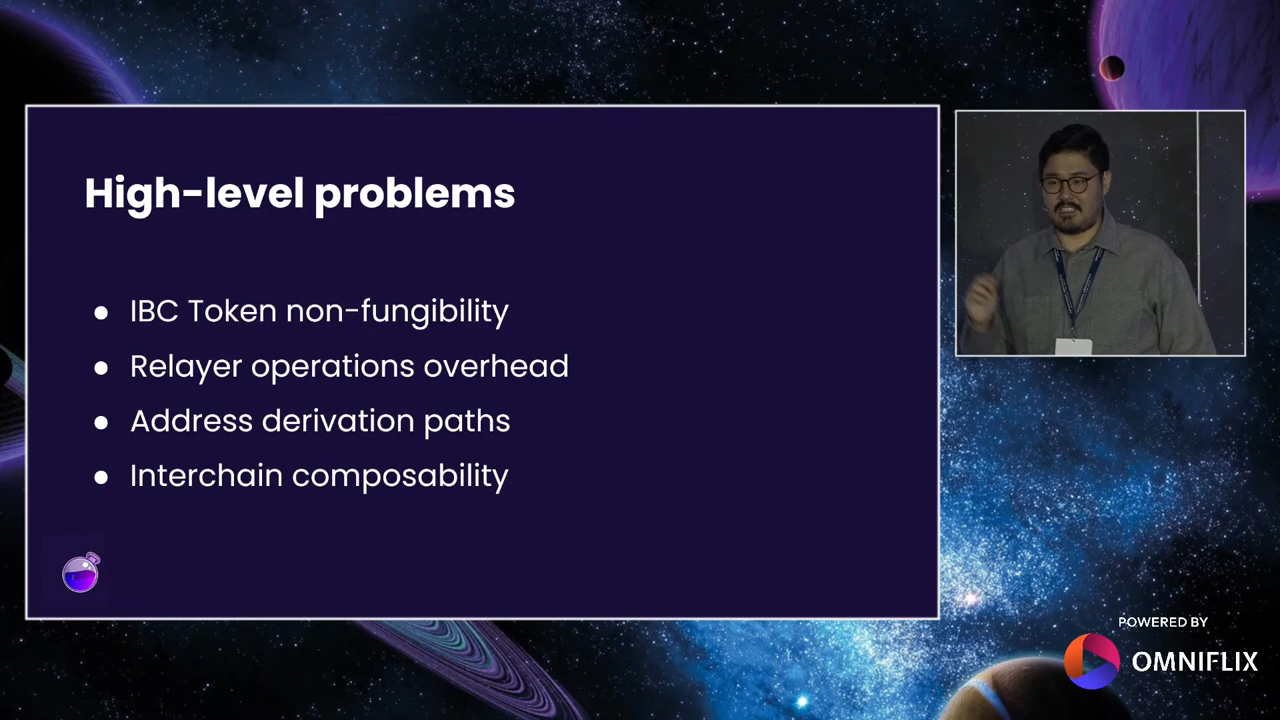 High-level problems
● IBC Token non-fungibility
● Relayer operations overhead
● Address derivation paths
● Interchain composability
POWERED BY
OMNIFLIX